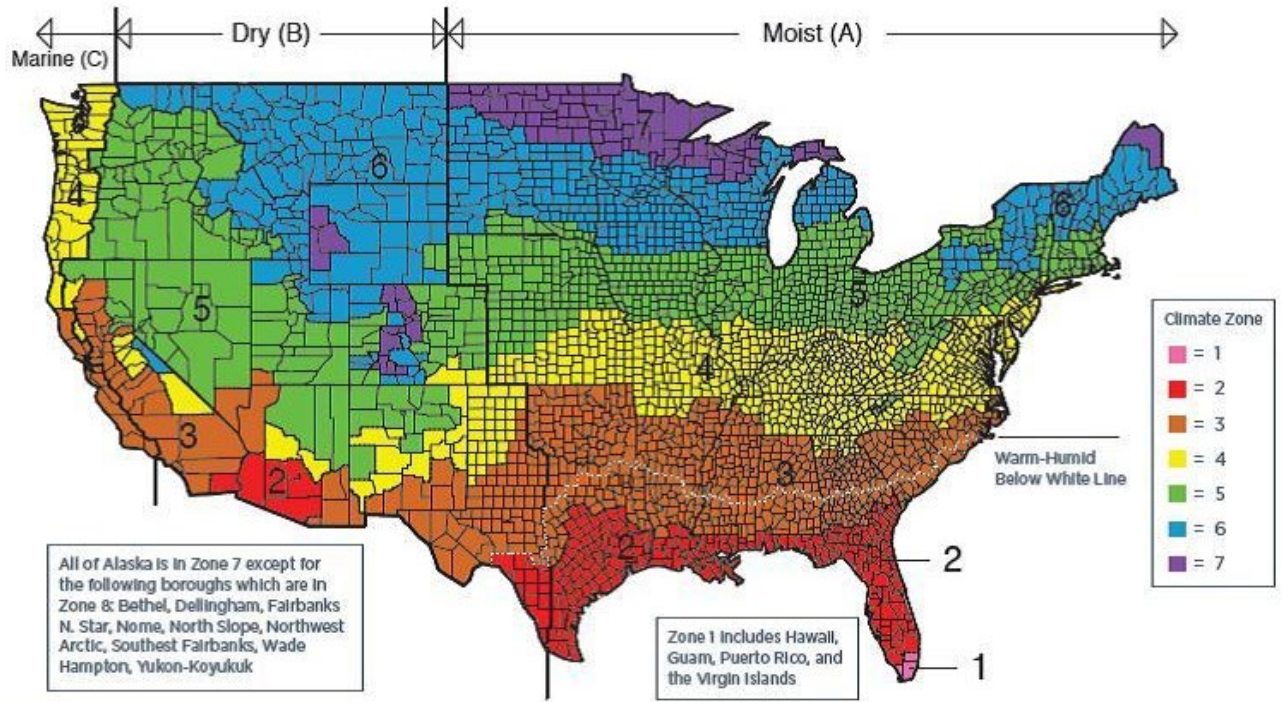 Marine (C)
Dry (B)
Moist (A)
7
6
6
4
5
5
4
3
3
2
2
Warm-Humid
Below White Line
2
1
Climate Zone
= 1
= 2
= 3
= 4
= 5
= 6
= 7
All of Alaska is in Zone 7 except for
the following boroughs which are in
Zone 8: Bethel, Dellingham, Fairbanks
N. Star, Nome, North Slope, Northwest
Arctic, Southest Fairbanks, Wade
Hampton, Yukon-Koyukuk
Zone 1 includes Hawaii,
Guam, Puerto Rico, and
the Virgin Islands